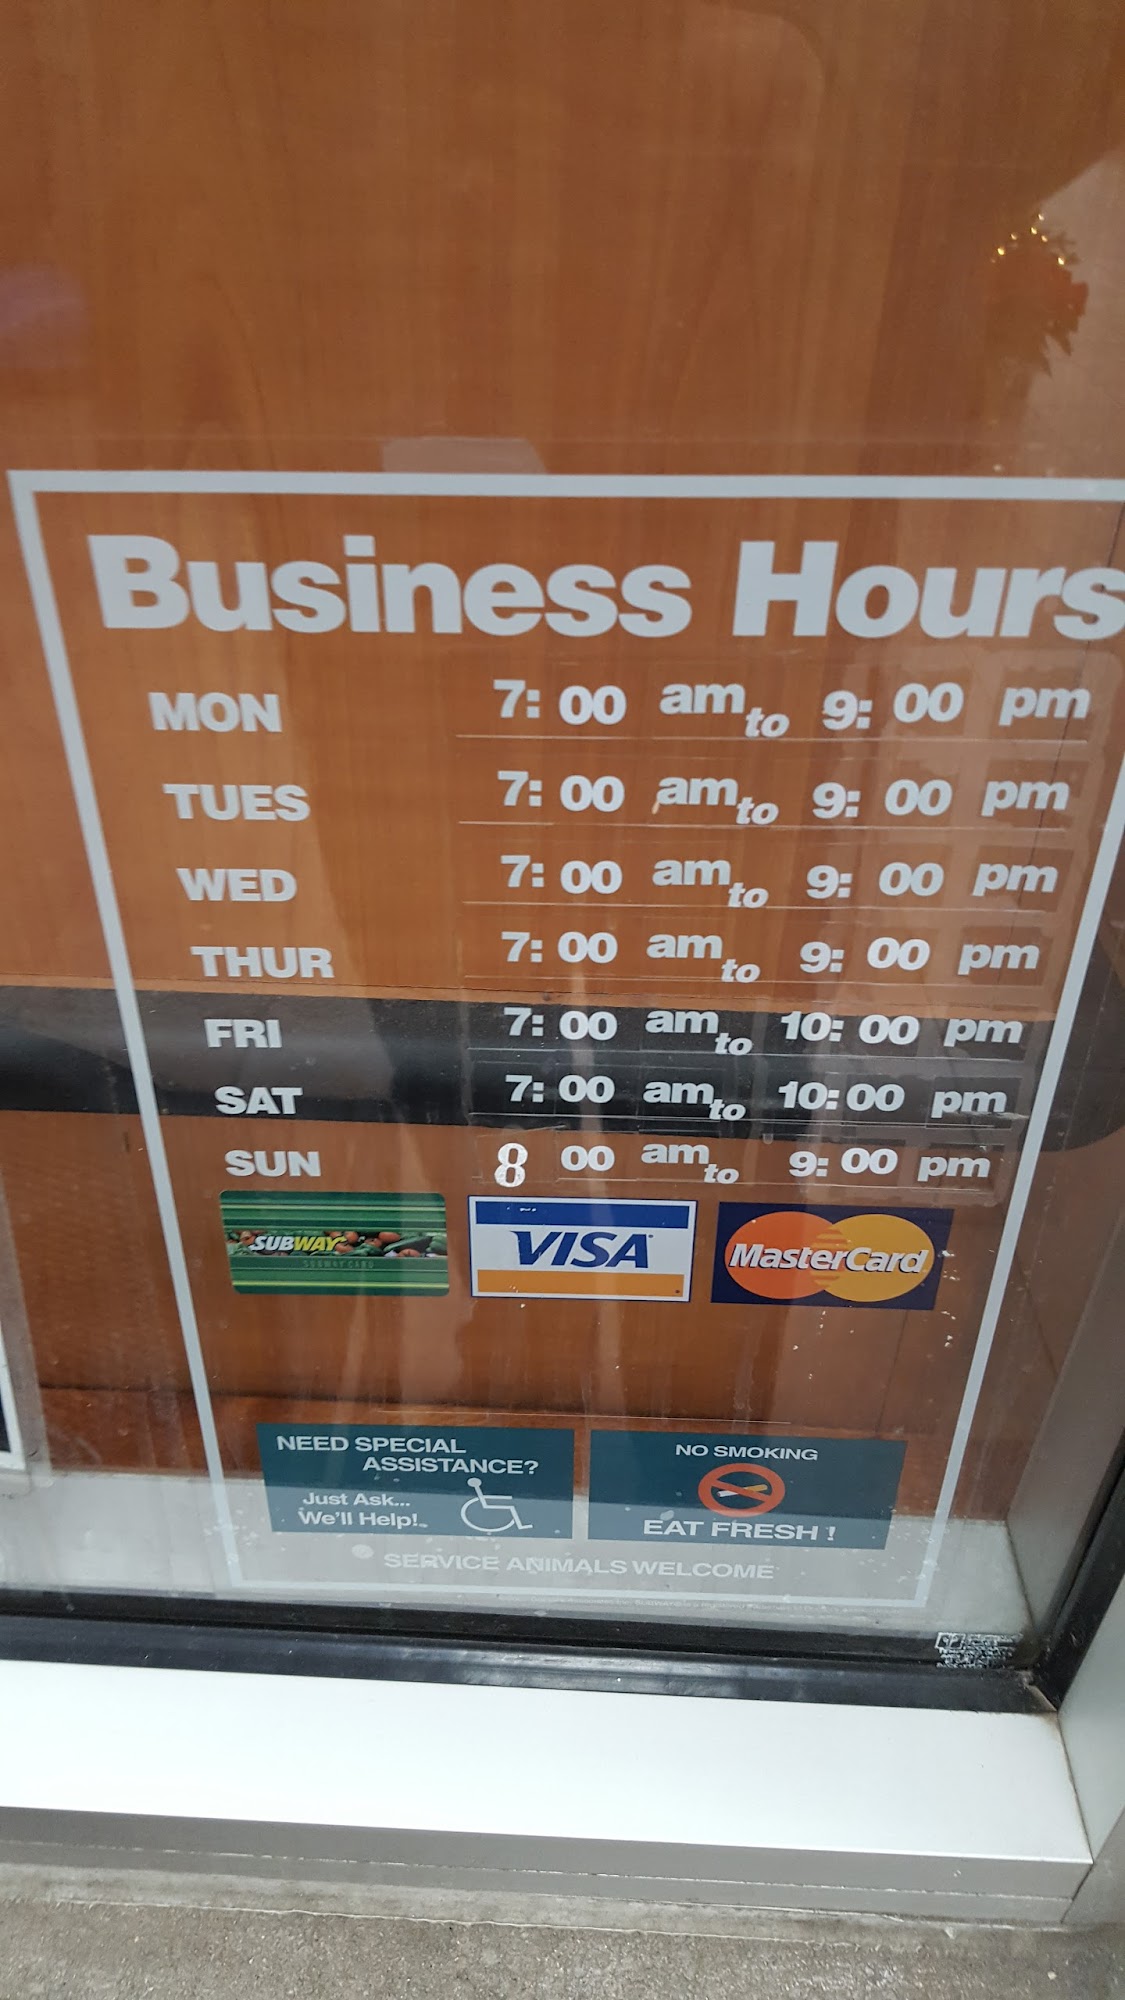 Business Hours
MON 7: 00 am to 9: 00 pm
TUES 7: 00 am to 9: 00 pm
WED 7: 00 am to 9: 00 pm
THUR 7: 00 am to 9: 00 pm
FRI 7: 00 am to 10: 00 pm
SAT 7: 00 am to 10: 00 pm
SUN 8 00 am to 9: 00 pm
SUBWAY VISA MasterCard
SUBWAY CARD
NEED SPECIAL
ASSISTANCE?
Just Ask...
We'll Help!
NO SMOKING
EAT FRESH !
SERVICE ANIMALS WELCOME